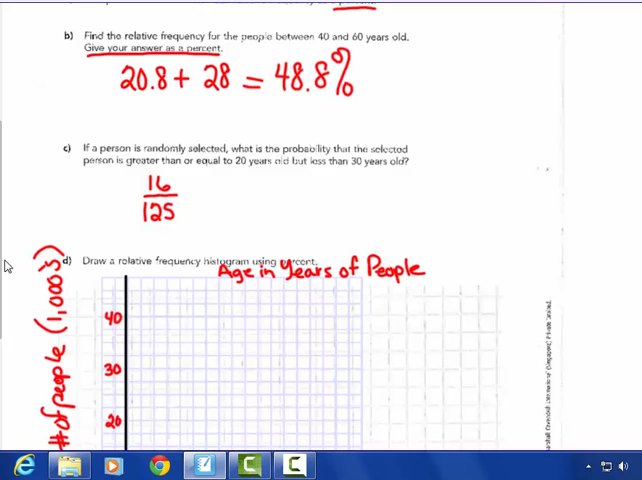 b) Find the relative frequency for the people between 40 and 60 years old.
Give your answer as a percent.
20.8 + 28 = 48.8%
c) If a person is randomly selected, what is the probability that the selected
person is greater than or equal to 20 years old but less than 30 years old?
16
125
d) Draw a relative frequency histogram using percent.
Age in Years of People
# of people (1,000's)
40
30
20